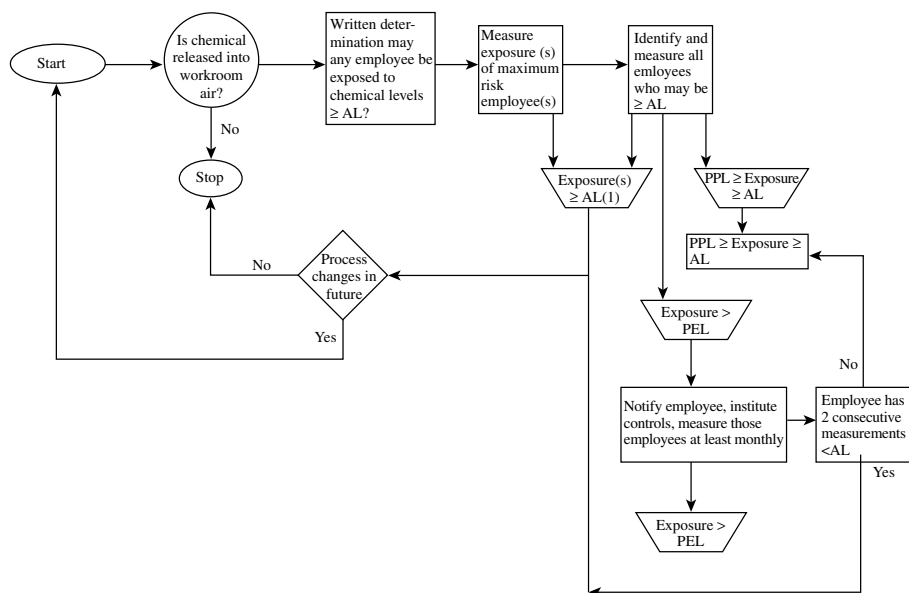 Start
Is chemical
released into
workroom
air?
Written deter-
mination may
any employee be
exposed to
chemical levels
≥ AL?
Measure
exposure (s)
of maximum
risk
employee(s)
Identify and
measure all
emloyees
who may be
≥ AL
No
Stop
Exposure(s)
≥ AL(1)
PPL ≥ Exposure
≥ AL
PPL ≥ Exposure ≥
AL
No
Process
changes in
future
Yes
Exposure >
PEL
No
Notify employee, institute
controls, measure those
employees at least monthly
Employee has
2 consecutive
measurements
<AL
Yes
Exposure >
PEL